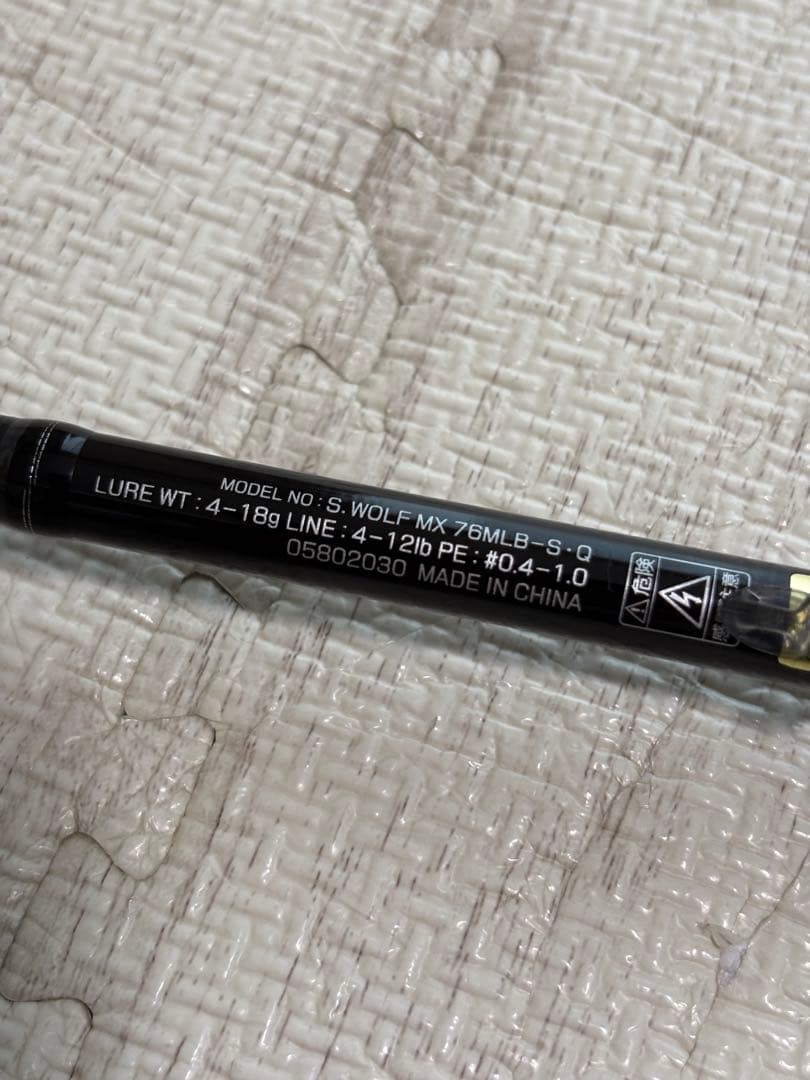 MODEL NO : S.WOLF MX 76MLB-S・Q
LURE WT : 4-18g LINE : 4-12lb PE : #0.4-1.0
05802030 MADE IN CHINA
危険